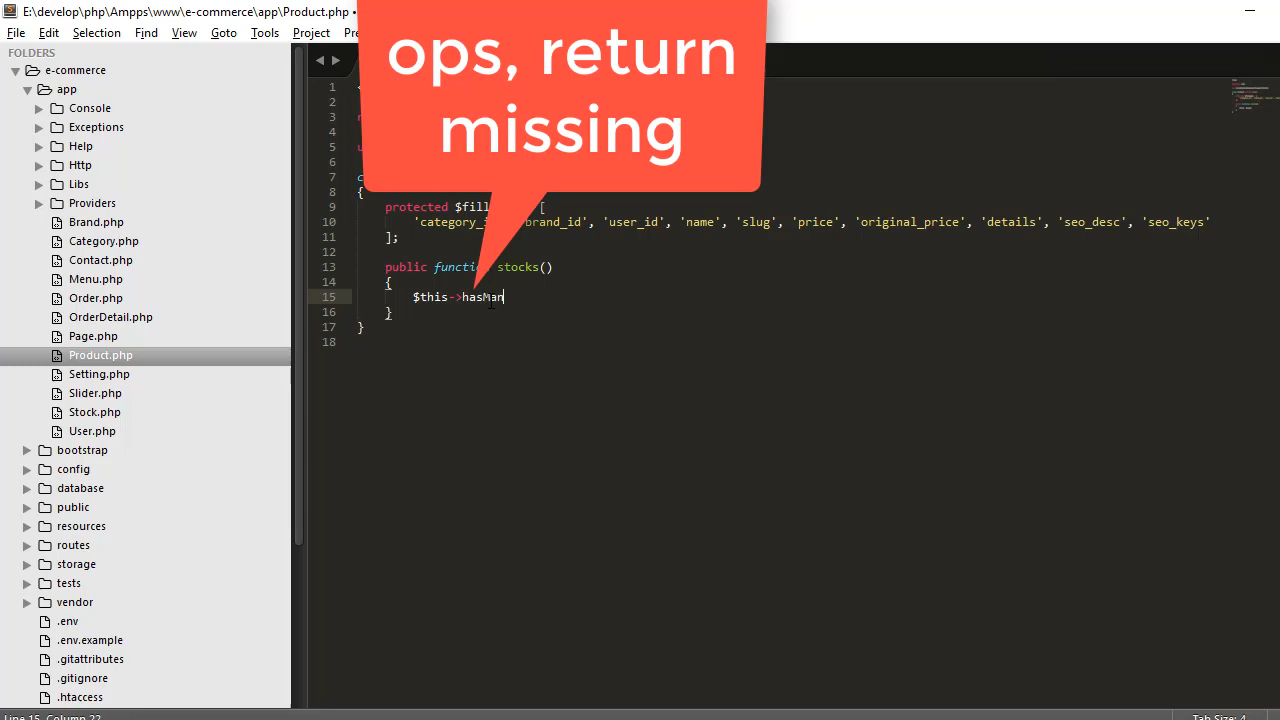 E:\develop\php\Ampps\www\e-commerce\app\Product.php •
File Edit Selection Find View Goto Tools Project
ops, return
missing
FOLDERS
e-commerce
app
Console
Exceptions
Help
Http
Libs
Providers
Brand.php
Category.php
Contact.php
Menu.php
Order.php
OrderDetail.php
Page.php
Product.php
Setting.php
Slider.php
Stock.php
User.php
bootstrap
config
database
public
resources
routes
storage
tests
vendor
.env
.env.example
.gitattributes
.gitignore
.htaccess
1
2
3
4
5
6
7
8 {
9 protected $fill [
10 'category_i brand_id', 'user_id', 'name', 'slug', 'price', 'original_price', 'details', 'seo_desc', 'seo_keys'
11 ];
12
13 public function stocks()
14 {
15 $this->hasMan
16 }
17 }
18
Line 15, Column 22
Tab Size: 4